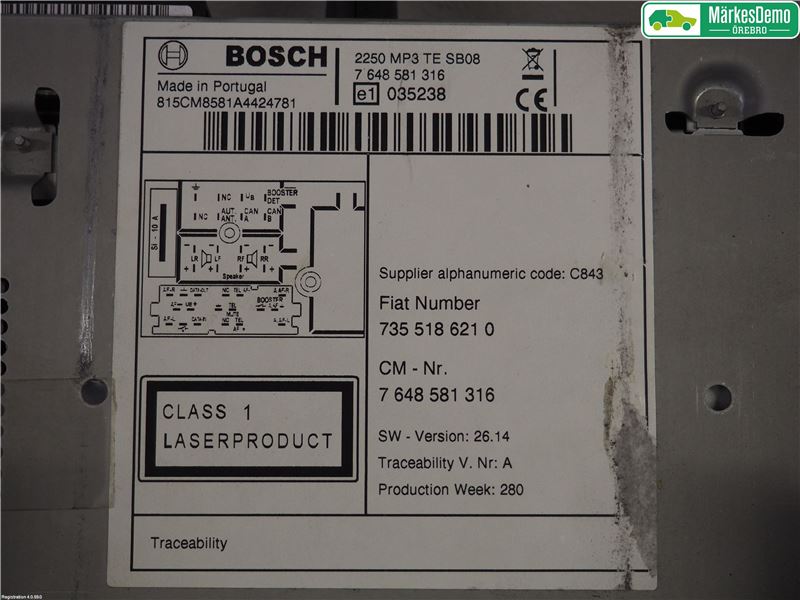 MärkesDemo
ÖREBRO
BOSCH
2250 MP3 TE SB08
7 648 581 316
Made in Portugal
815CM8581A4424781
e1 035238
CE
NC
BOOSTER
DET
NC AUT. ANT. CAN A CAN B
SI - 10 A
LR LF RF RR
Speaker
BOOSTER
TEL
MUTE
Supplier alphanumeric code: C843
Fiat Number
735 518 621 0
CM - Nr.
7 648 581 316
CLASS 1
LASERPRODUCT
SW - Version: 26.14
Traceability V. Nr: A
Production Week: 280
Traceability